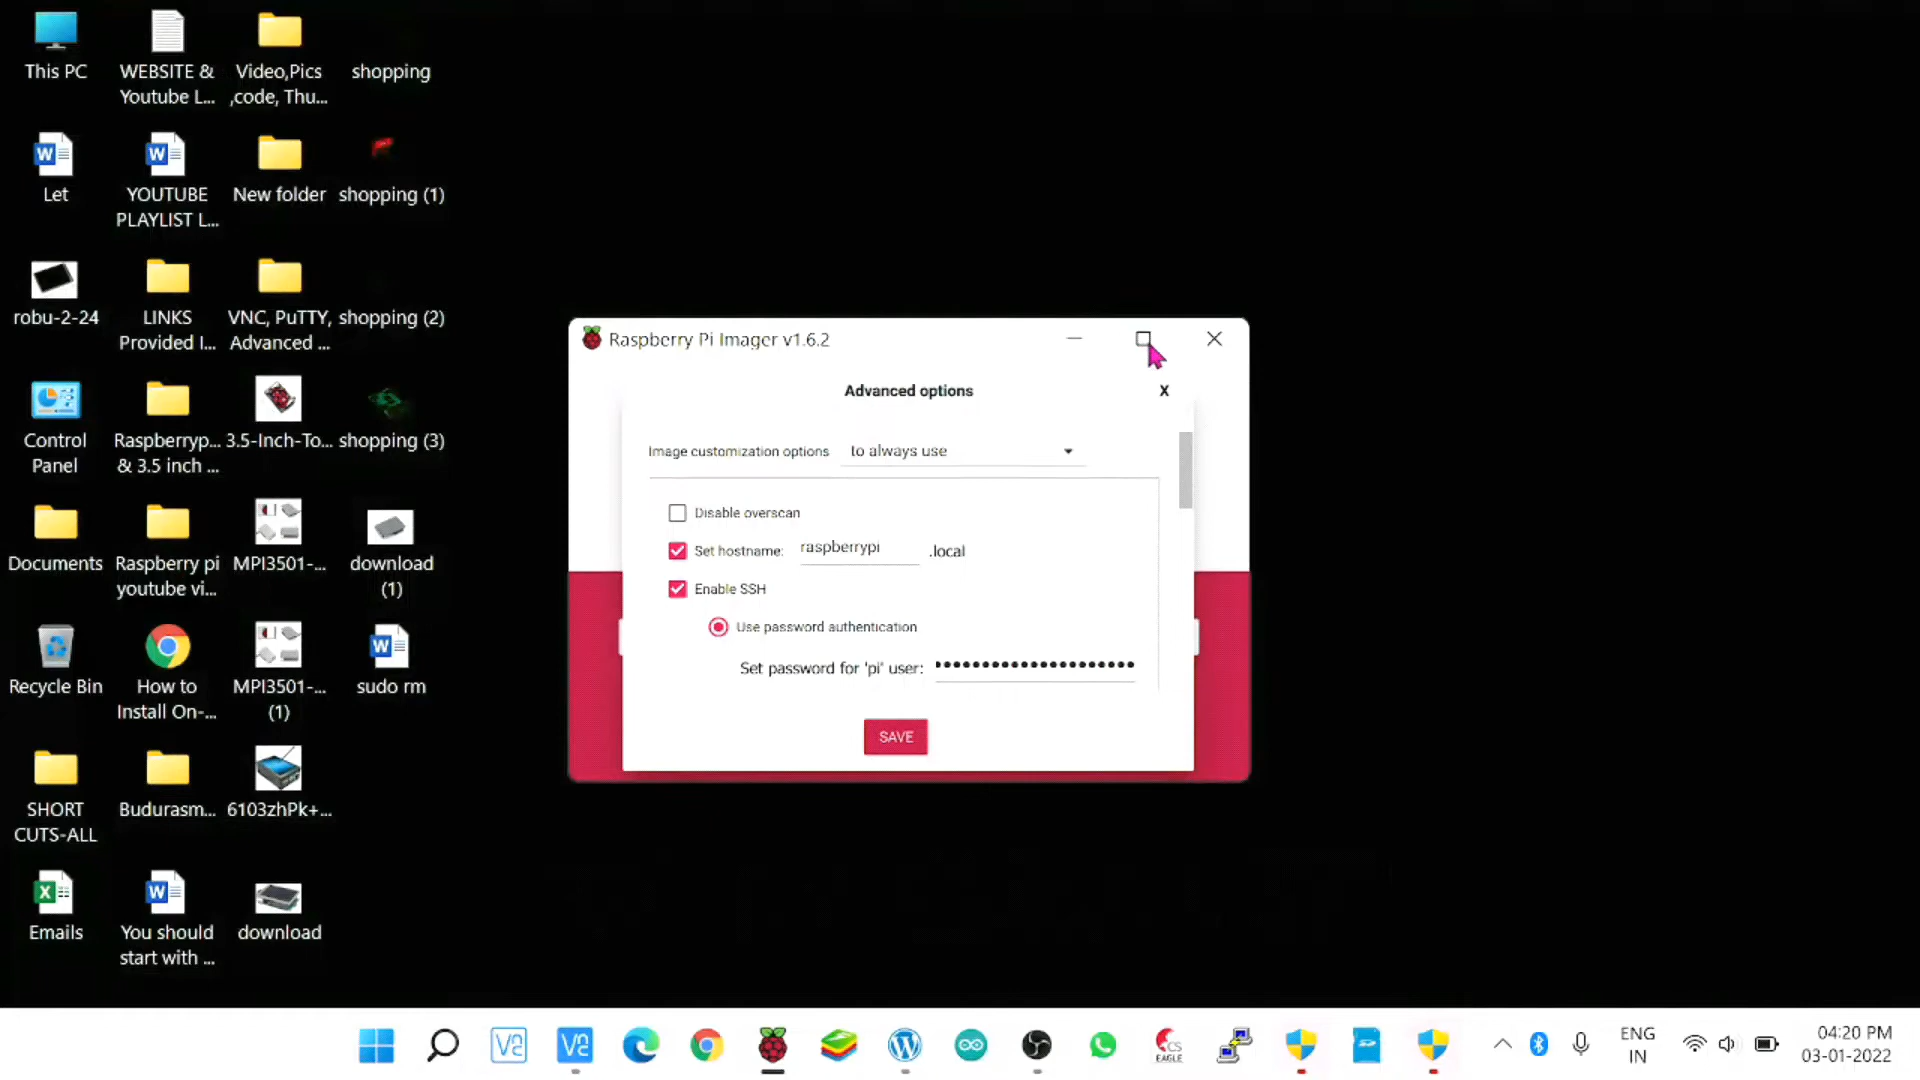 This PC
WEBSITE &
Youtube L...
Video,Pics
,code, Thu...
shopping
Let
YOUTUBE
PLAYLIST L...
New folder
shopping (1)
robu-2-24
LINKS
Provided I...
VNC, PuTTY,
Advanced ...
shopping (2)
Control
Panel
Raspberryp...
& 3.5 inch ...
3.5-Inch-To...
shopping (3)
Documents
Raspberry pi
youtube vi...
MPI3501-...
download
(1)
Recycle Bin
How to
Install On-...
MPI3501-...
(1)
sudo rm
SHORT
CUTS-ALL
Budurasm...
6103zhPk+...
Emails
You should
start with ...
download
Raspberry Pi Imager v1.6.2
Advanced options
X
Image customization options
to always use
Disable overscan
Set hostname:
raspberrypi
.local
Enable SSH
Use password authentication
Set password for 'pi' user:
SAVE
CS
EAGLE
ENG
IN
04:20 PM
03-01-2022